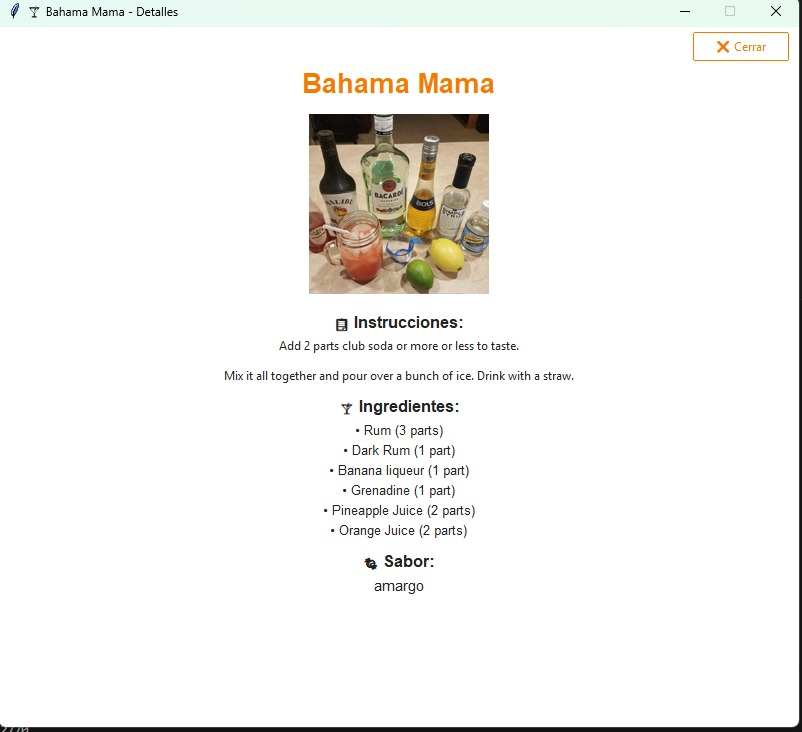 Bahama Mama - Detalles
Cerrar
Bahama Mama
MALIBU
BACARDI
BOLS
SIMPLE
Instrucciones:
Add 2 parts club soda or more or less to taste.
Mix it all together and pour over a bunch of ice. Drink with a straw.
Ingredientes:
• Rum (3 parts)
• Dark Rum (1 part)
• Banana liqueur (1 part)
• Grenadine (1 part)
• Pineapple Juice (2 parts)
• Orange Juice (2 parts)
Sabor:
amargo